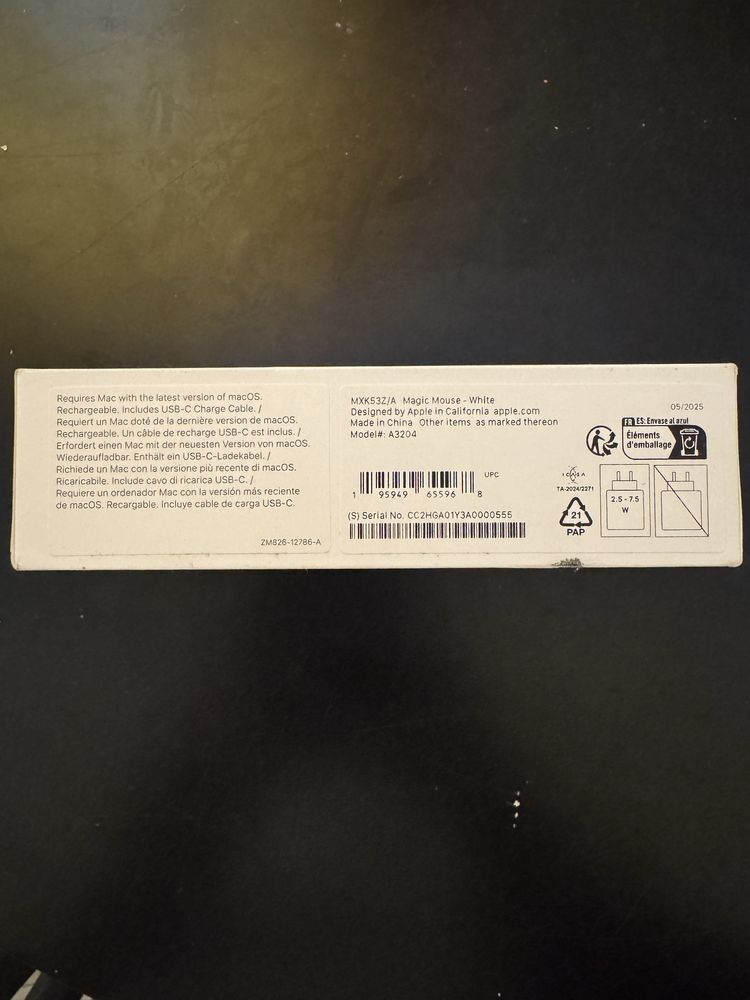 Requires Mac with the latest version of macOS.
Rechargeable. Includes USB-C Charge Cable. /
Requiert un Mac doté de la dernière version de macOS.
Rechargeable. Un câble de recharge USB-C est inclus. /
Erfordert einen Mac mit der neuesten Version von macOS.
Wiederaufladbar. Enthält ein USB-C-Ladekabel. /
Richiede un Mac con la versione più recente di macOS.
Ricaricabile. Include cavo di ricarica USB-C. /
Requiere un ordenador Mac con la versión más reciente
de macOS. Recargable. Incluye cable de carga USB-C.
ZM826-12786-A
MXK53Z/A Magic Mouse - White
Designed by Apple in California apple.com
Made in China Other items as marked thereon
Model#: A3204
05/2025
FR ES: Envase al azul
Éléments
d'emballage
UPC
1 95949 65596 8
(S) Serial No. CC2HGA01Y3A0000555
ICASA
TA-2024/2271
21
PAP
2.5 - 7.5
W